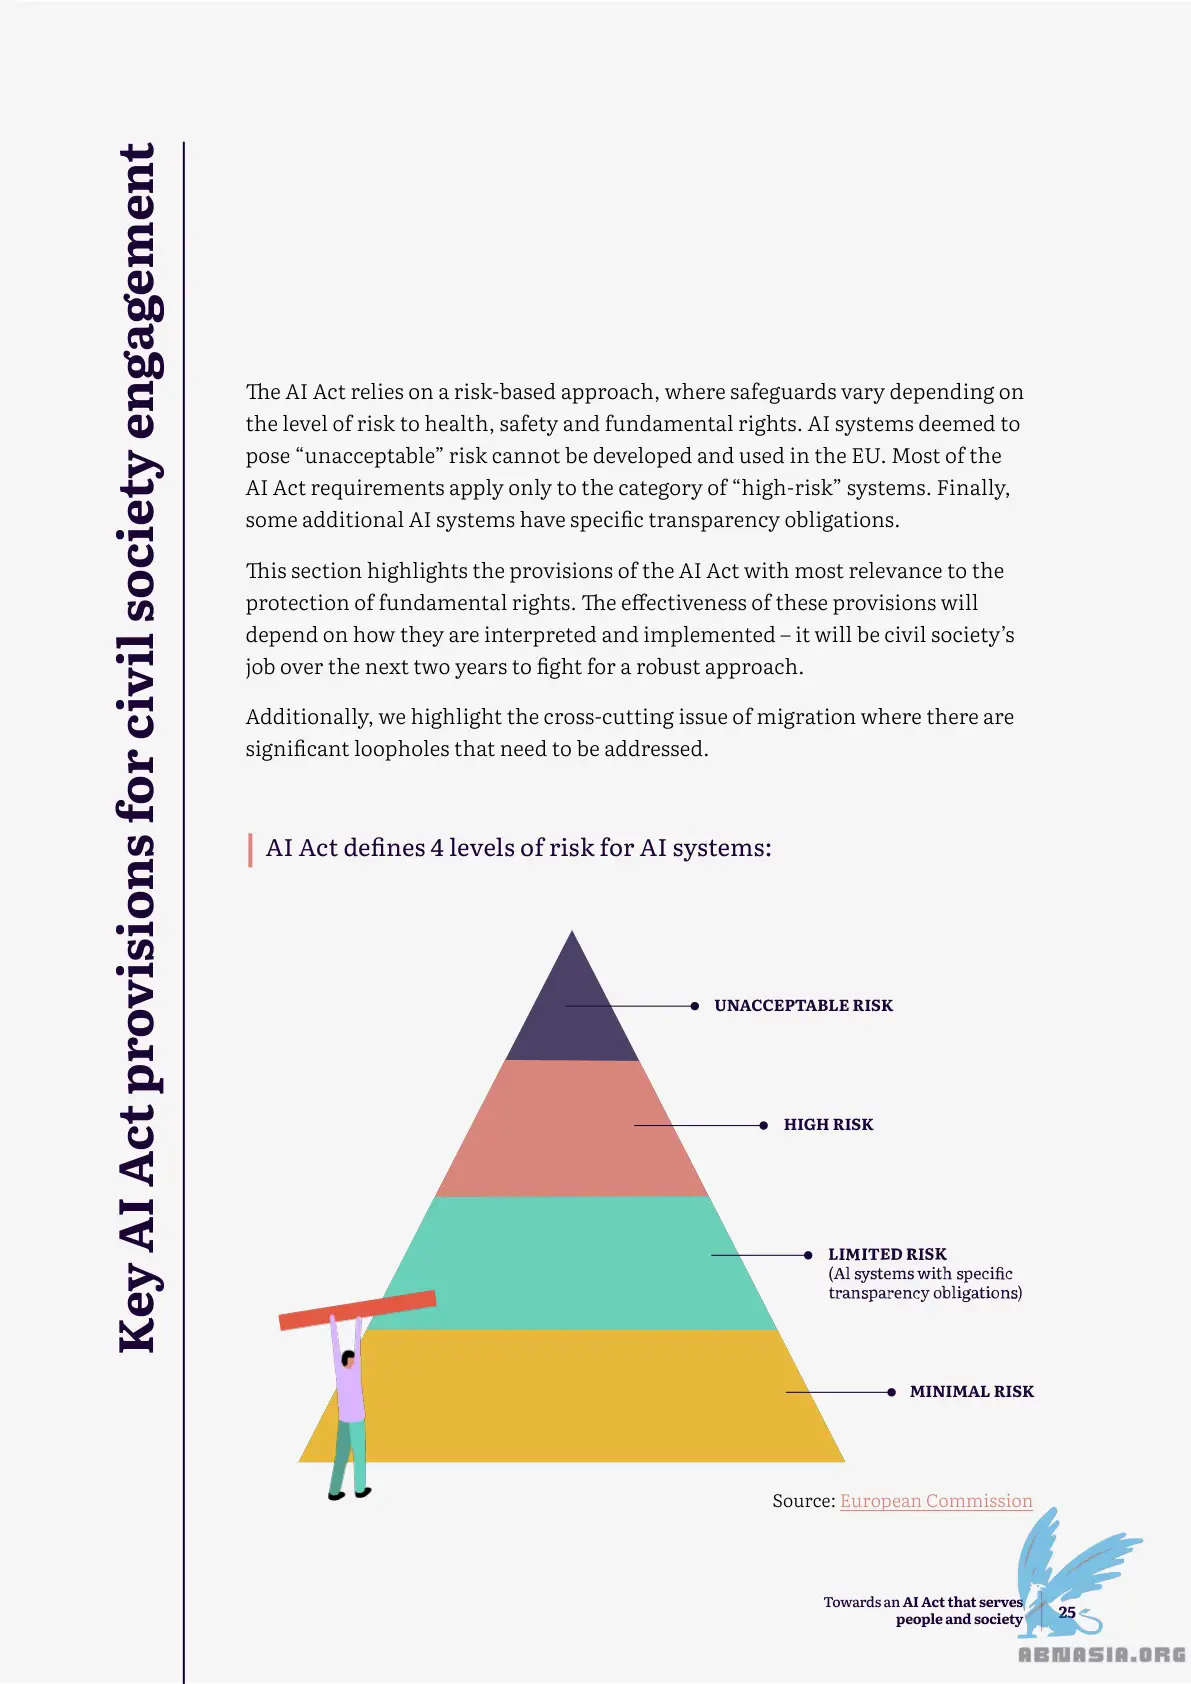 Key AI Act provisions for civil society engagement
The AI Act relies on a risk-based approach, where safeguards vary depending on
the level of risk to health, safety and fundamental rights. AI systems deemed to
pose “unacceptable” risk cannot be developed and used in the EU. Most of the
AI Act requirements apply only to the category of “high-risk” systems. Finally,
some additional AI systems have specific transparency obligations.
This section highlights the provisions of the AI Act with most relevance to the
protection of fundamental rights. The effectiveness of these provisions will
depend on how they are interpreted and implemented – it will be civil society’s
job over the next two years to fight for a robust approach.
Additionally, we highlight the cross-cutting issue of migration where there are
significant loopholes that need to be addressed.
AI Act defines 4 levels of risk for AI systems:
UNACCEPTABLE RISK
HIGH RISK
LIMITED RISK
(AI systems with specific
transparency obligations)
MINIMAL RISK
Source: European Commission
Towards an AI Act that serves
people and society
25
ABNASIA.ORG